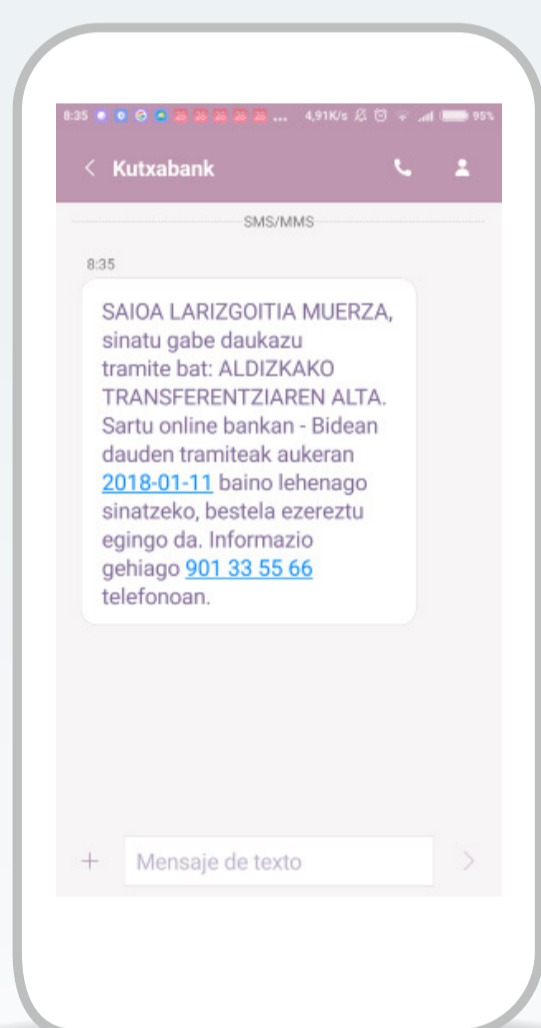 8:35 4,91K/s 95%
Kutxabank
SMS/MMS
8:35
SAIOA LARIZGOITIA MUERZA,
sinatu gabe daukazu
tramite bat: ALDIZKAKO
TRANSFERENTZIAREN ALTA.
Sartu online bankan - Bidean
dauden tramiteak aukeran
2018-01-11 baino lehenago
sinatzeko, bestela ezereztu
egingo da. Informazio
gehiago 901 33 55 66
telefonoan.
Mensaje de texto